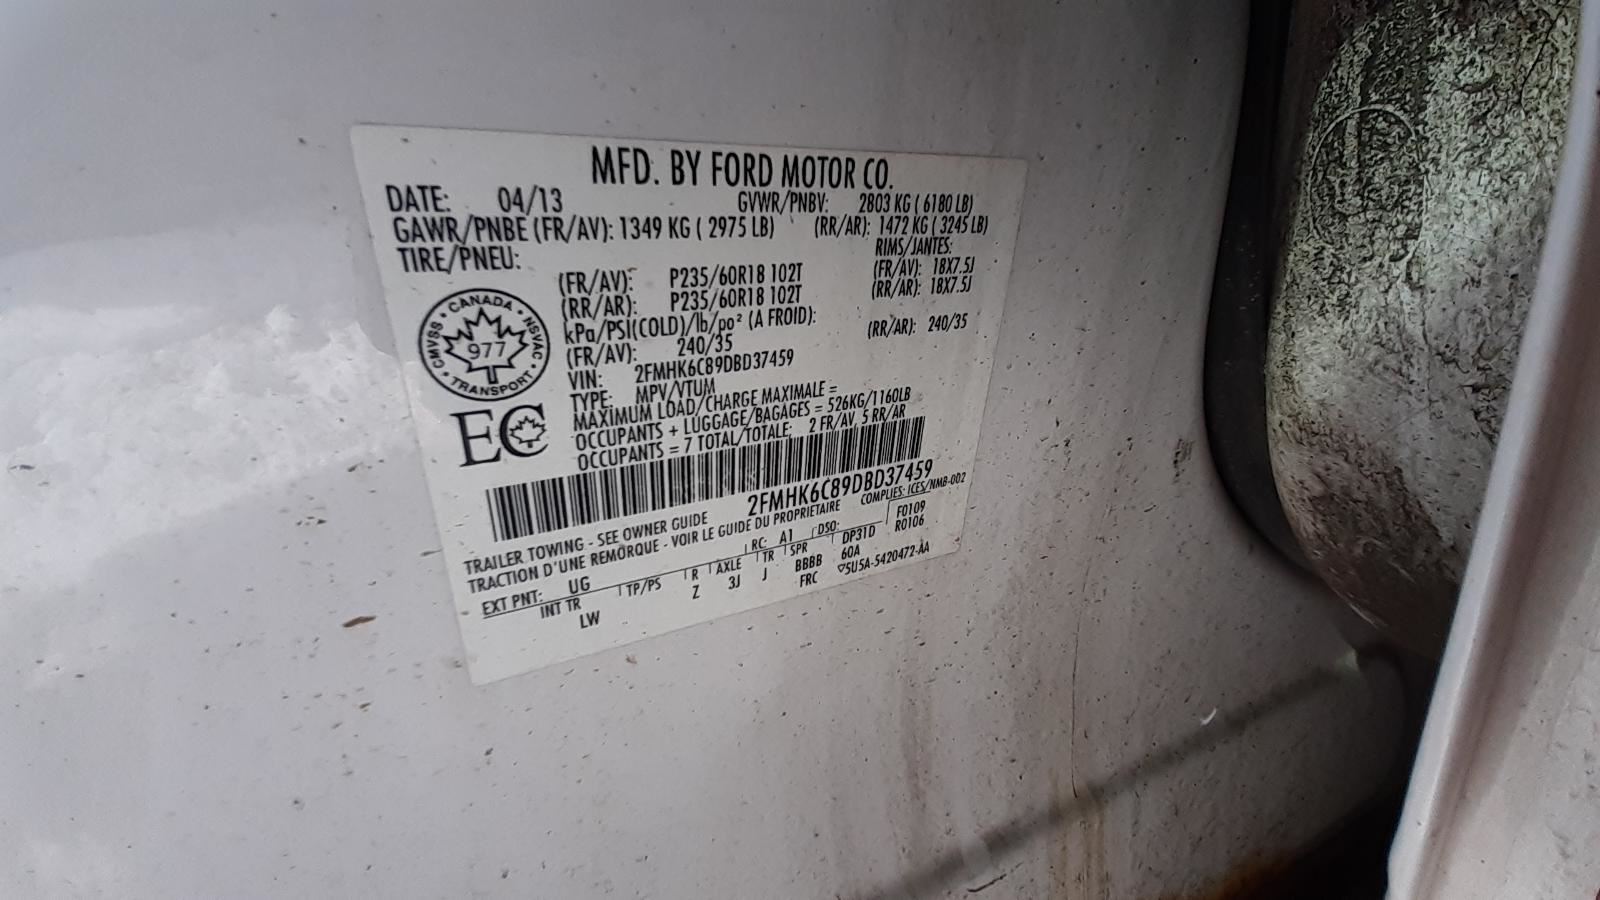 MFD. BY FORD MOTOR CO.
DATE: 04/13 GVWR/PNBV: 2803 KG ( 6180 LB)
GAWR/PNBE (FR/AV): 1349 KG ( 2975 LB) (RR/AR): 1472 KG ( 3245 LB)
TIRE/PNEU: RIMS/JANTES:
(FR/AV): P235/60R18 102T (FR/AV): 18X7.5J
(RR/AR): P235/60R18 102T (RR/AR): 18X7.5J
kPa/PSI(COLD)/lb/po² (A FROID):
(FR/AV): 240/35 (RR/AR): 240/35
VIN: 2FMHK6C89DBD37459
TYPE: MPV/VTUM
MAXIMUM LOAD/CHARGE MAXIMALE =
OCCUPANTS + LUGGAGE/BAGAGES = 526KG/1160LB
OCCUPANTS = 7 TOTAL/TOTALE: 2 FR/AV, 5 RR/AR
CANADA
CMVSS • NSVAC
977
TRANSPORT
EC
2FMHK6C89DBD37459
TRAILER TOWING - SEE OWNER GUIDE COMPLIES: ICES/NMB-002
TRACTION D'UNE REMORQUE - VOIR LE GUIDE DU PROPRIETAIRE
EXT PNT: UG RC: A1 DSO: F0109
INT TR TP/PS R AXLE TR SPR DP31D R0106
LW Z 3J J BBBB 60A
FRC ▽5U5A-5420472-AA